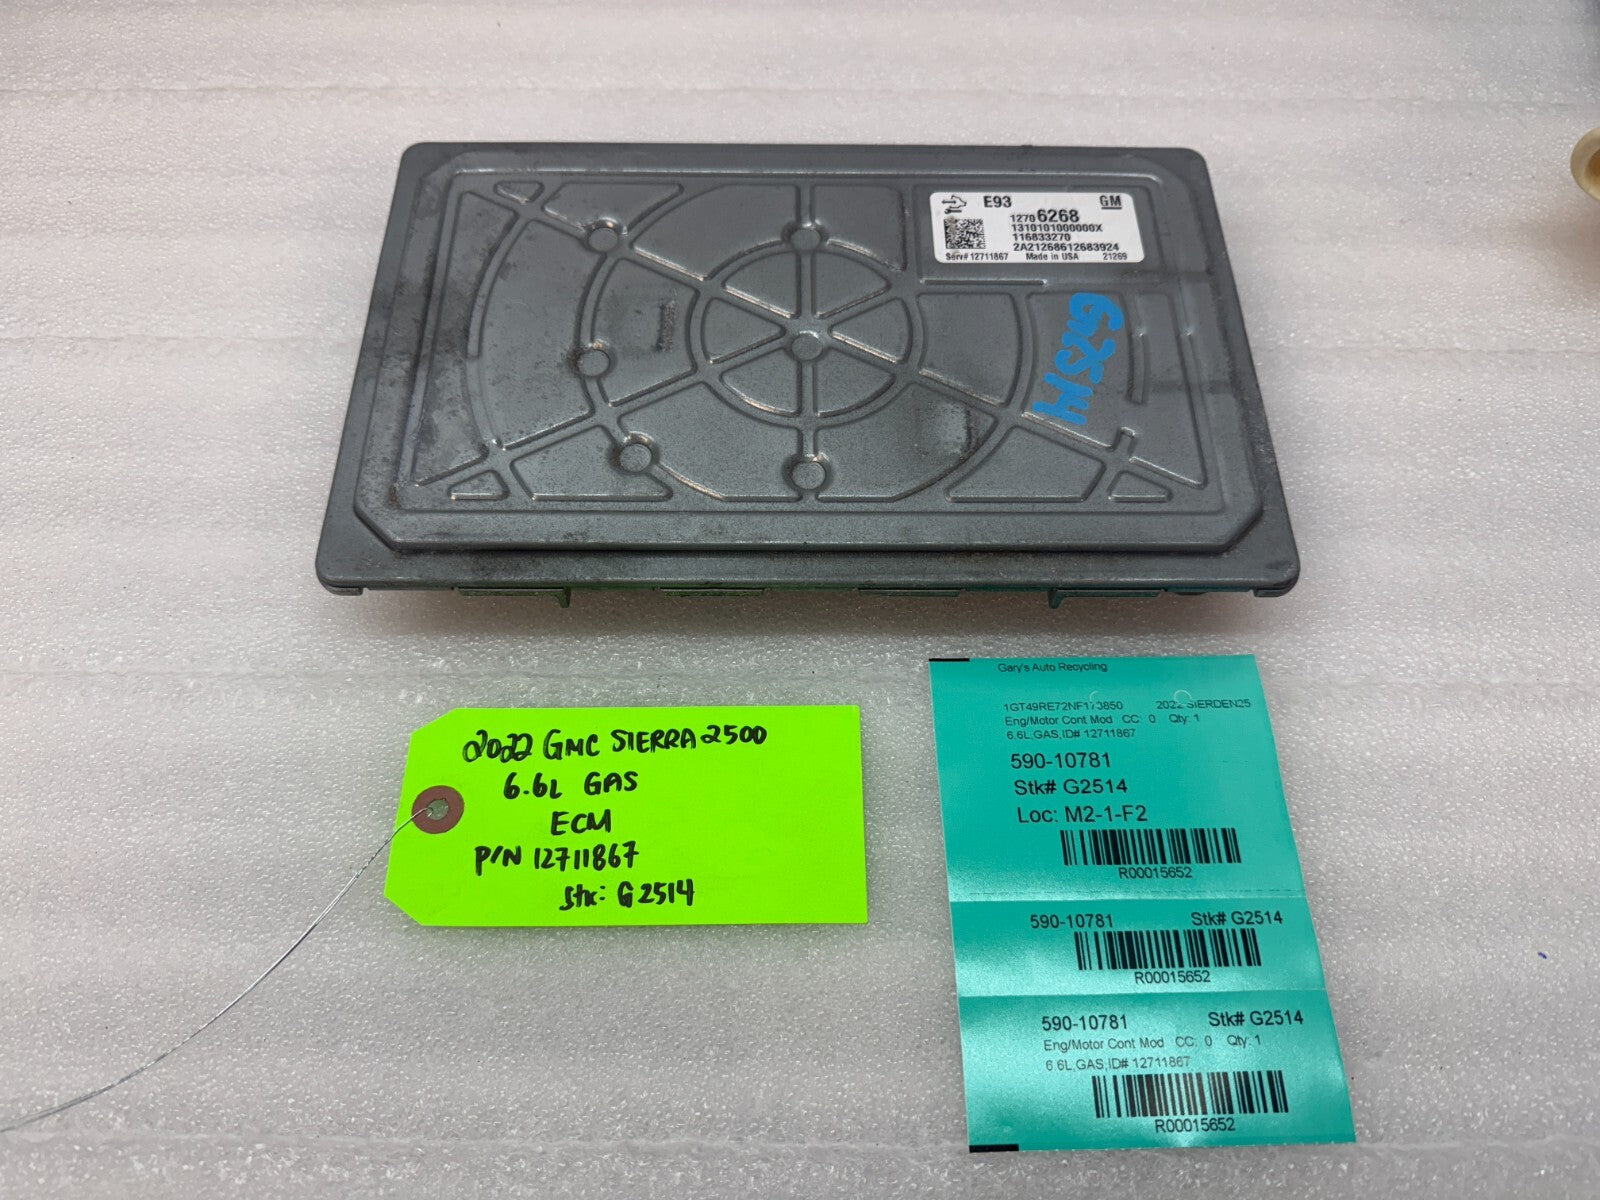 E93 GM
12706268
1310101000000X
116833270
2A21268612683924
Serv# 12711867 Made in USA 21269
G2514
2022 GMC SIERRA 2500
6.6L GAS
ECM
P/N 12711867
Stk: G2514
Gary's Auto Recycling
1GT49RE72NF173850 2022 SIERDEN25
Eng/Motor Cont Mod CC: 0 Qty: 1
6.6L,GAS,ID# 12711867
590-10781
Stk# G2514
Loc: M2-1-F2
R00015652
590-10781 Stk# G2514
R00015652
590-10781 Stk# G2514
Eng/Motor Cont Mod CC: 0 Qty: 1
6.6L,GAS,ID# 12711867
R00015652